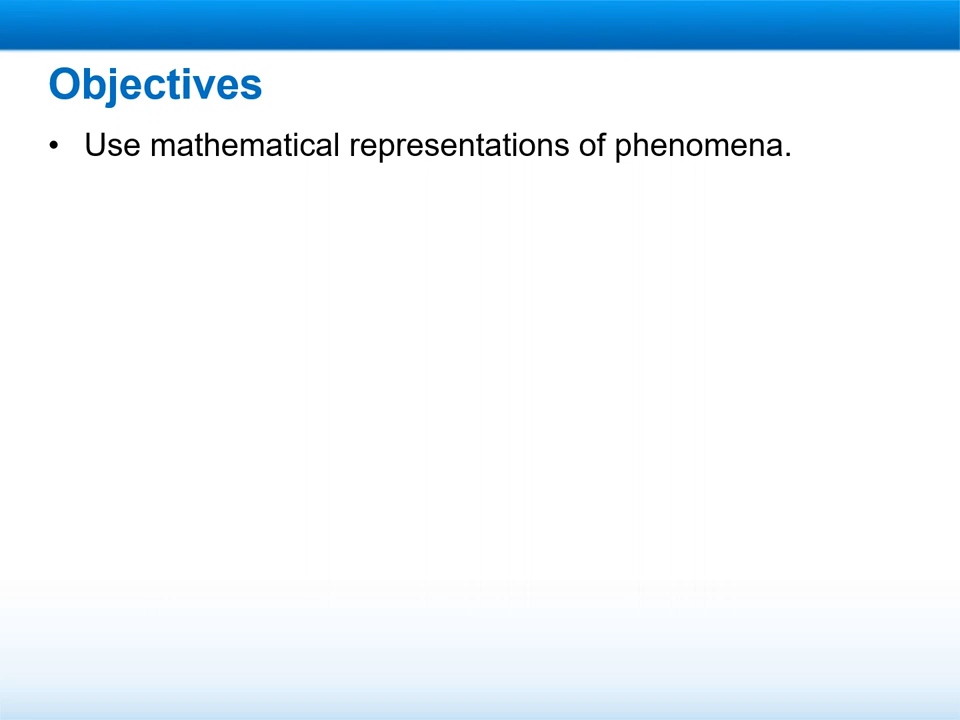 Objectives
• Use mathematical representations of phenomena.